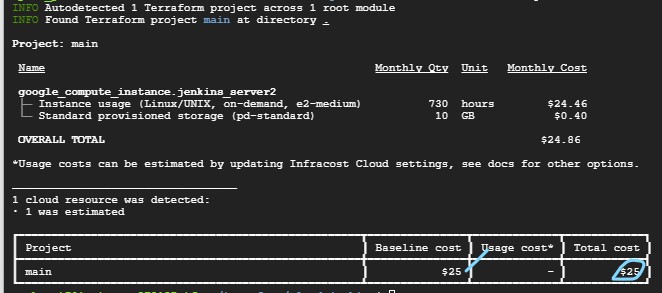 INFO Autodetected 1 Terraform project across 1 root module
INFO Found Terraform project main at directory .
Project: main
Name Monthly Qty Unit Monthly Cost
google_compute_instance.jenkins_server2
├─ Instance usage (Linux/UNIX, on-demand, e2-medium) 730 hours $24.46
└─ Standard provisioned storage (pd-standard) 10 GB $0.40
OVERALL TOTAL $24.86
*Usage costs can be estimated by updating Infracost Cloud settings, see docs for other options.
1 cloud resource was detected:
∙ 1 was estimated
Project Baseline cost Usage cost* Total cost
main $25 - $25